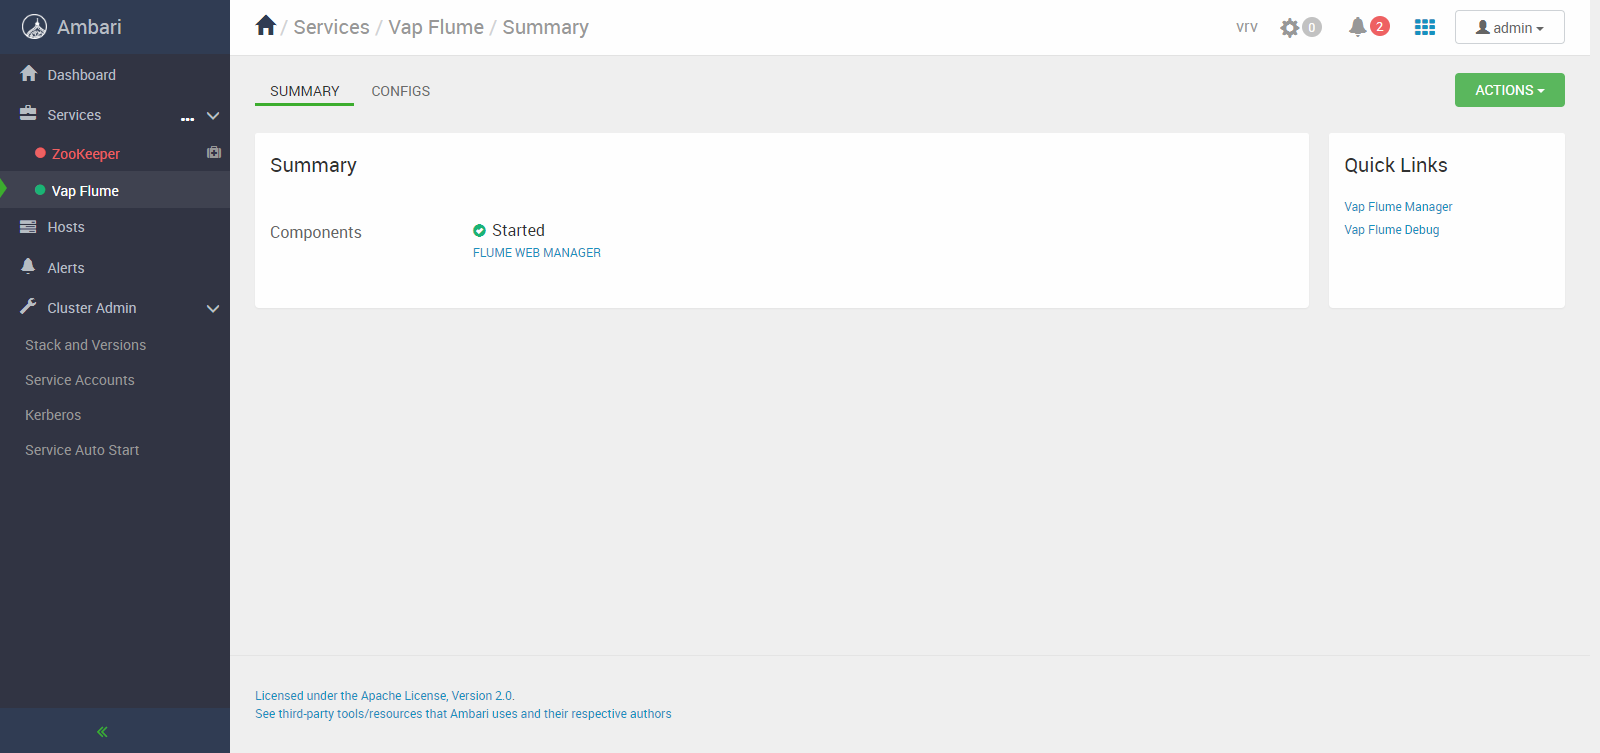 Ambari
/ Services / Vap Flume / Summary
vrv
0
2
admin
Dashboard
Services
...
ZooKeeper
Vap Flume
Hosts
Alerts
Cluster Admin
Stack and Versions
Service Accounts
Kerberos
Service Auto Start
SUMMARY
CONFIGS
ACTIONS
Summary
Components
Started
FLUME WEB MANAGER
Quick Links
Vap Flume Manager
Vap Flume Debug
Licensed under the Apache License, Version 2.0.
See third-party tools/resources that Ambari uses and their respective authors